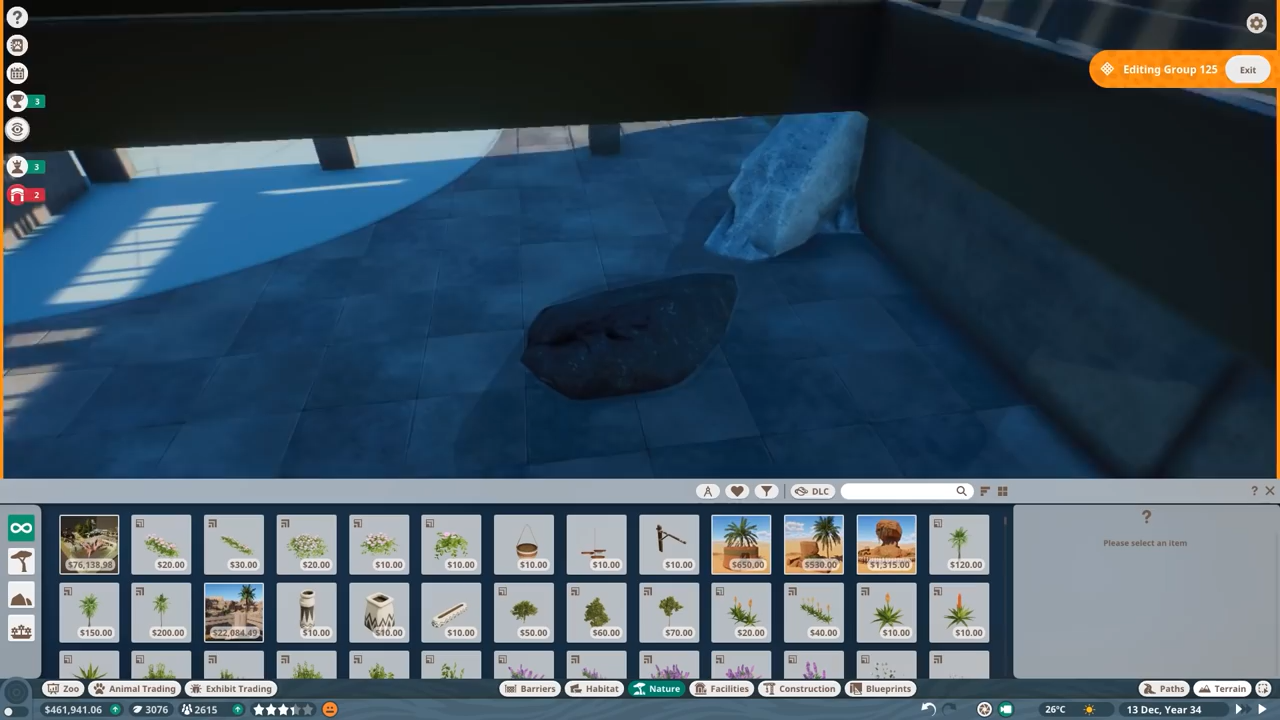 ?
3
3
2
Editing Group 125
Exit
DLC
? ×
$76,138.98
$20.00
$30.00
$20.00
$10.00
$10.00
$10.00
$10.00
$10.00
$650.00
$530.00
$1,315.00
$120.00
?
Please select an item
$150.00
$200.00
$22,084.49
$10.00
$10.00
$10.00
$50.00
$60.00
$70.00
$20.00
$40.00
$10.00
$10.00
Zoo
Animal Trading
Exhibit Trading
Barriers
Habitat
Nature
Facilities
Construction
Blueprints
Paths
Terrain
$461,941.06
3076
2615
26°C
13 Dec, Year 34